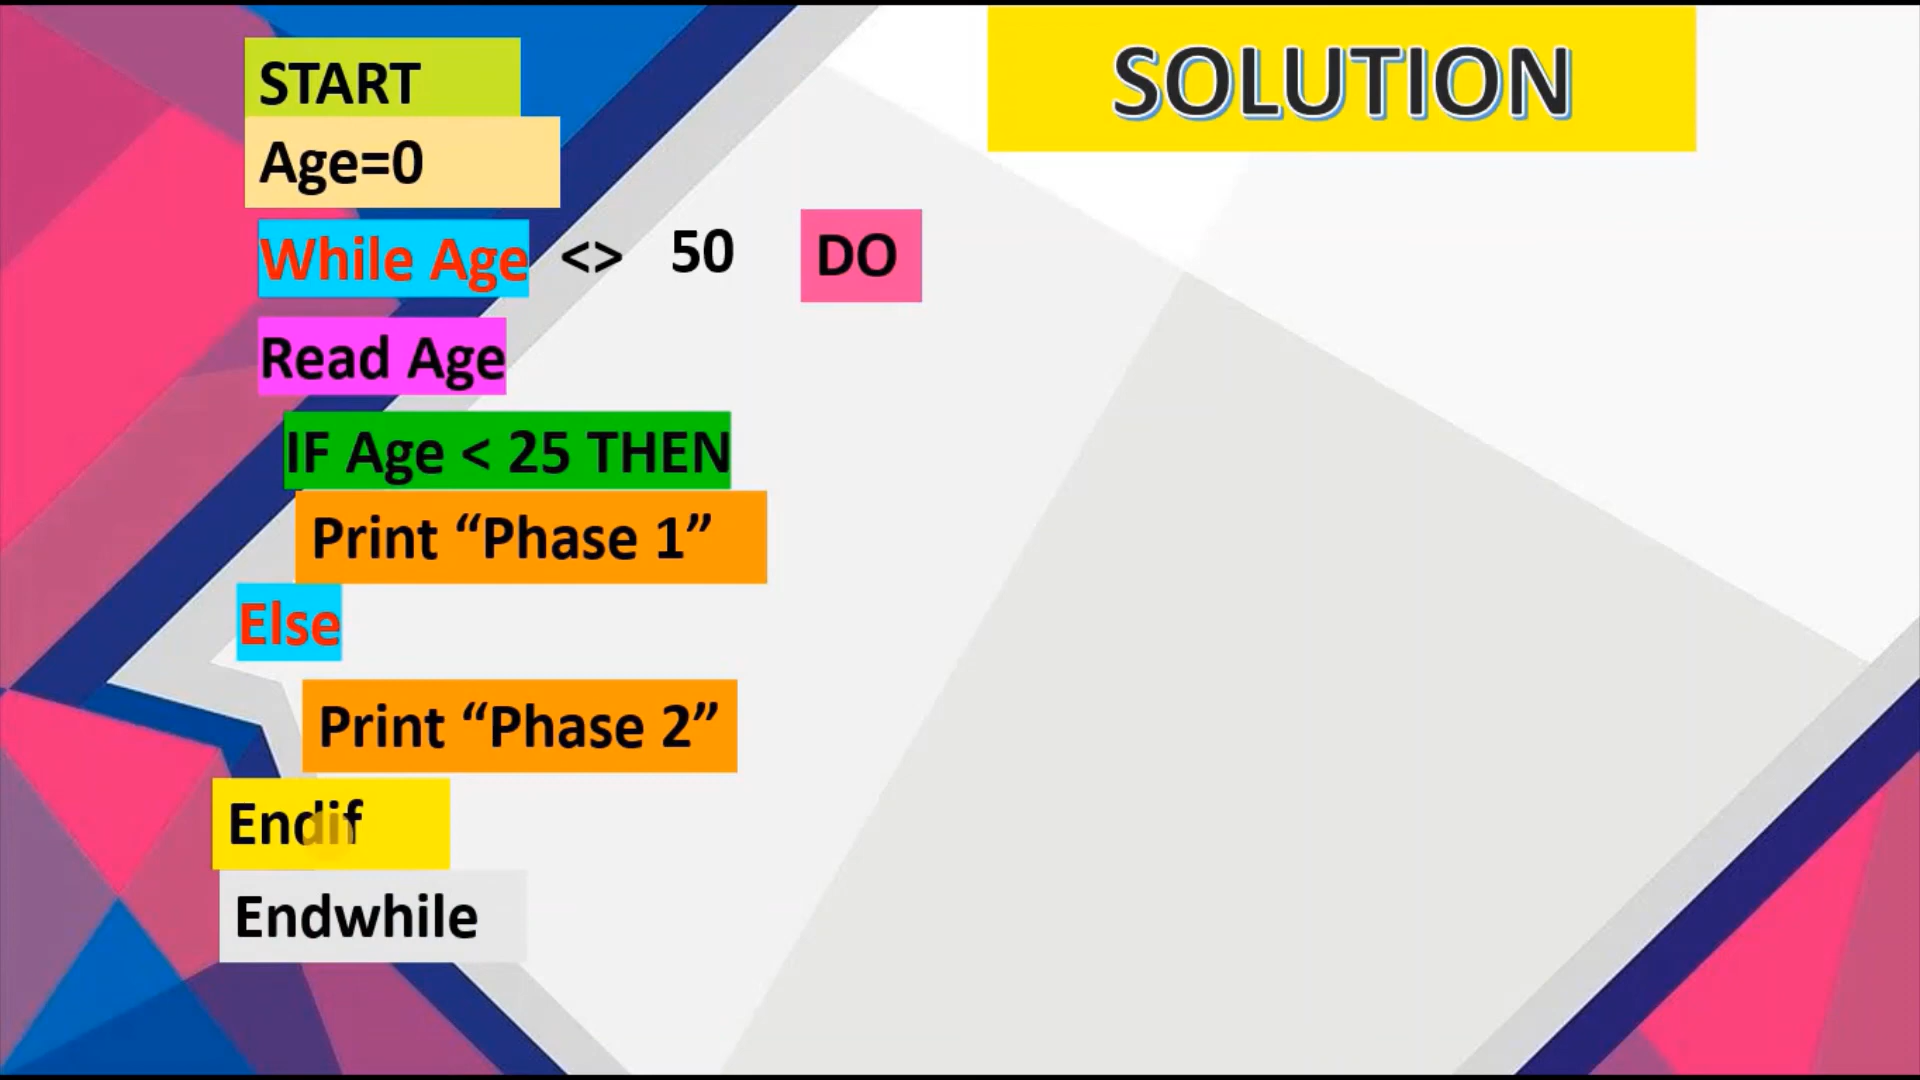 SOLUTION
START
Age=0
While Age <> 50 DO
Read Age
IF Age < 25 THEN
Print “Phase 1”
Else
Print “Phase 2”
Endif
Endwhile